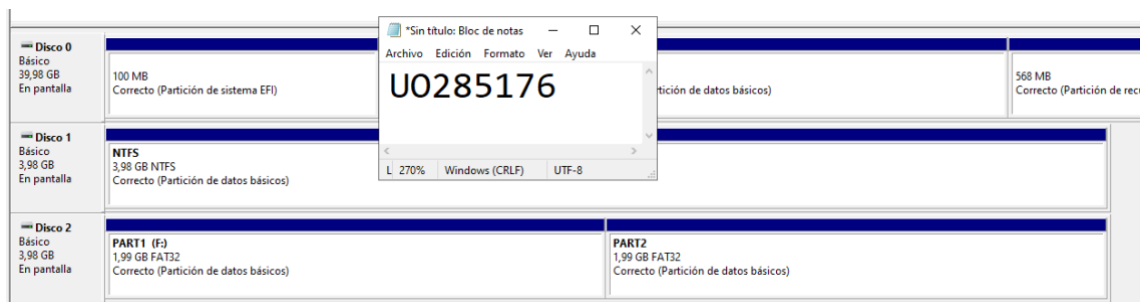 *Sin título: Bloc de notas
Archivo Edición Formato Ver Ayuda
UO285176
L 270% Windows (CRLF) UTF-8
Disco 0
Básico
39,98 GB
En pantalla
100 MB
Correcto (Partición de sistema EFI)
de datos básicos)
568 MB
Correcto (Partición de
Disco 1
Básico
3,98 GB
En pantalla
NTFS
3,98 GB NTFS
Correcto (Partición de datos básicos)
Disco 2
Básico
3,98 GB
En pantalla
PART1 (F:)
1,99 GB FAT32
Correcto (Partición de datos básicos)
PART2
1,99 GB FAT32
Correcto (Partición de datos básicos)